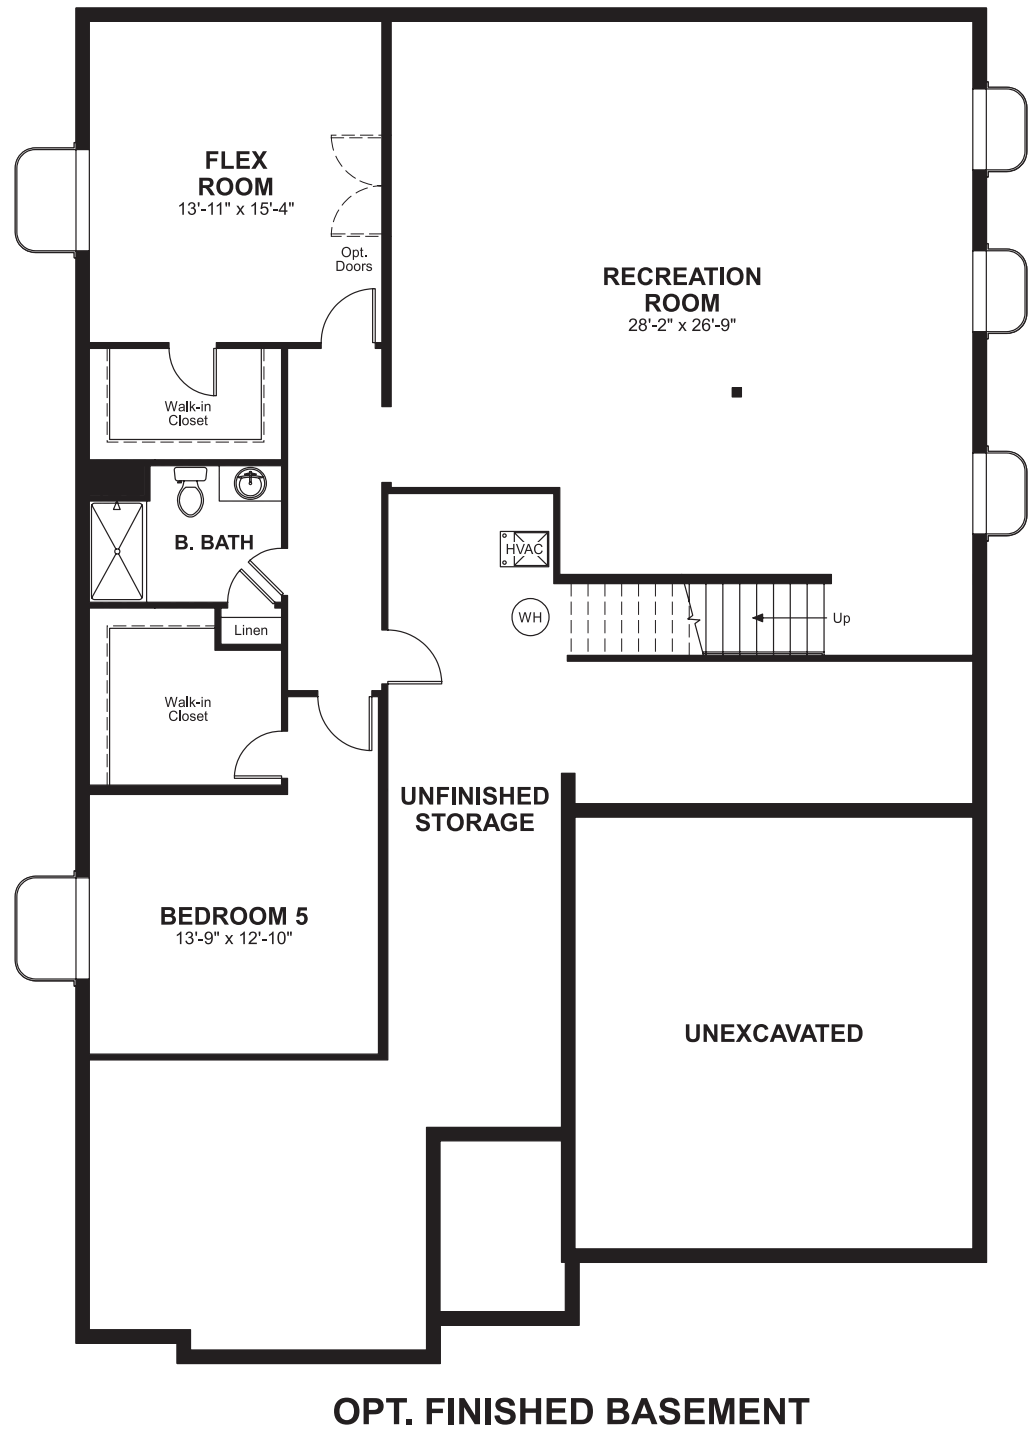 FLEX
ROOM
13'-11" x 15'-4"
Opt.
Doors
RECREATION
ROOM
28'-2" x 26'-9"
Walk-in
Closet
B. BATH
HVAC
WH
Up
Linen
Walk-in
Closet
UNFINISHED
STORAGE
BEDROOM 5
13'-9" x 12'-10"
UNEXCAVATED
OPT. FINISHED BASEMENT